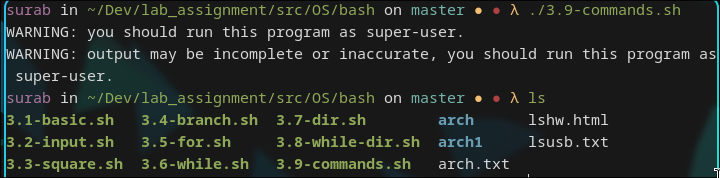 surab in ~/Dev/lab_assignment/src/OS/bash on master • • λ ./3.9-commands.sh
WARNING: you should run this program as super-user.
WARNING: output may be incomplete or inaccurate, you should run this program as
super-user.
surab in ~/Dev/lab_assignment/src/OS/bash on master • • λ ls
3.1-basic.sh 3.4-branch.sh 3.7-dir.sh arch lshw.html
3.2-input.sh 3.5-for.sh 3.8-while-dir.sh arch1 lsusb.txt
3.3-square.sh 3.6-while.sh 3.9-commands.sh arch.txt